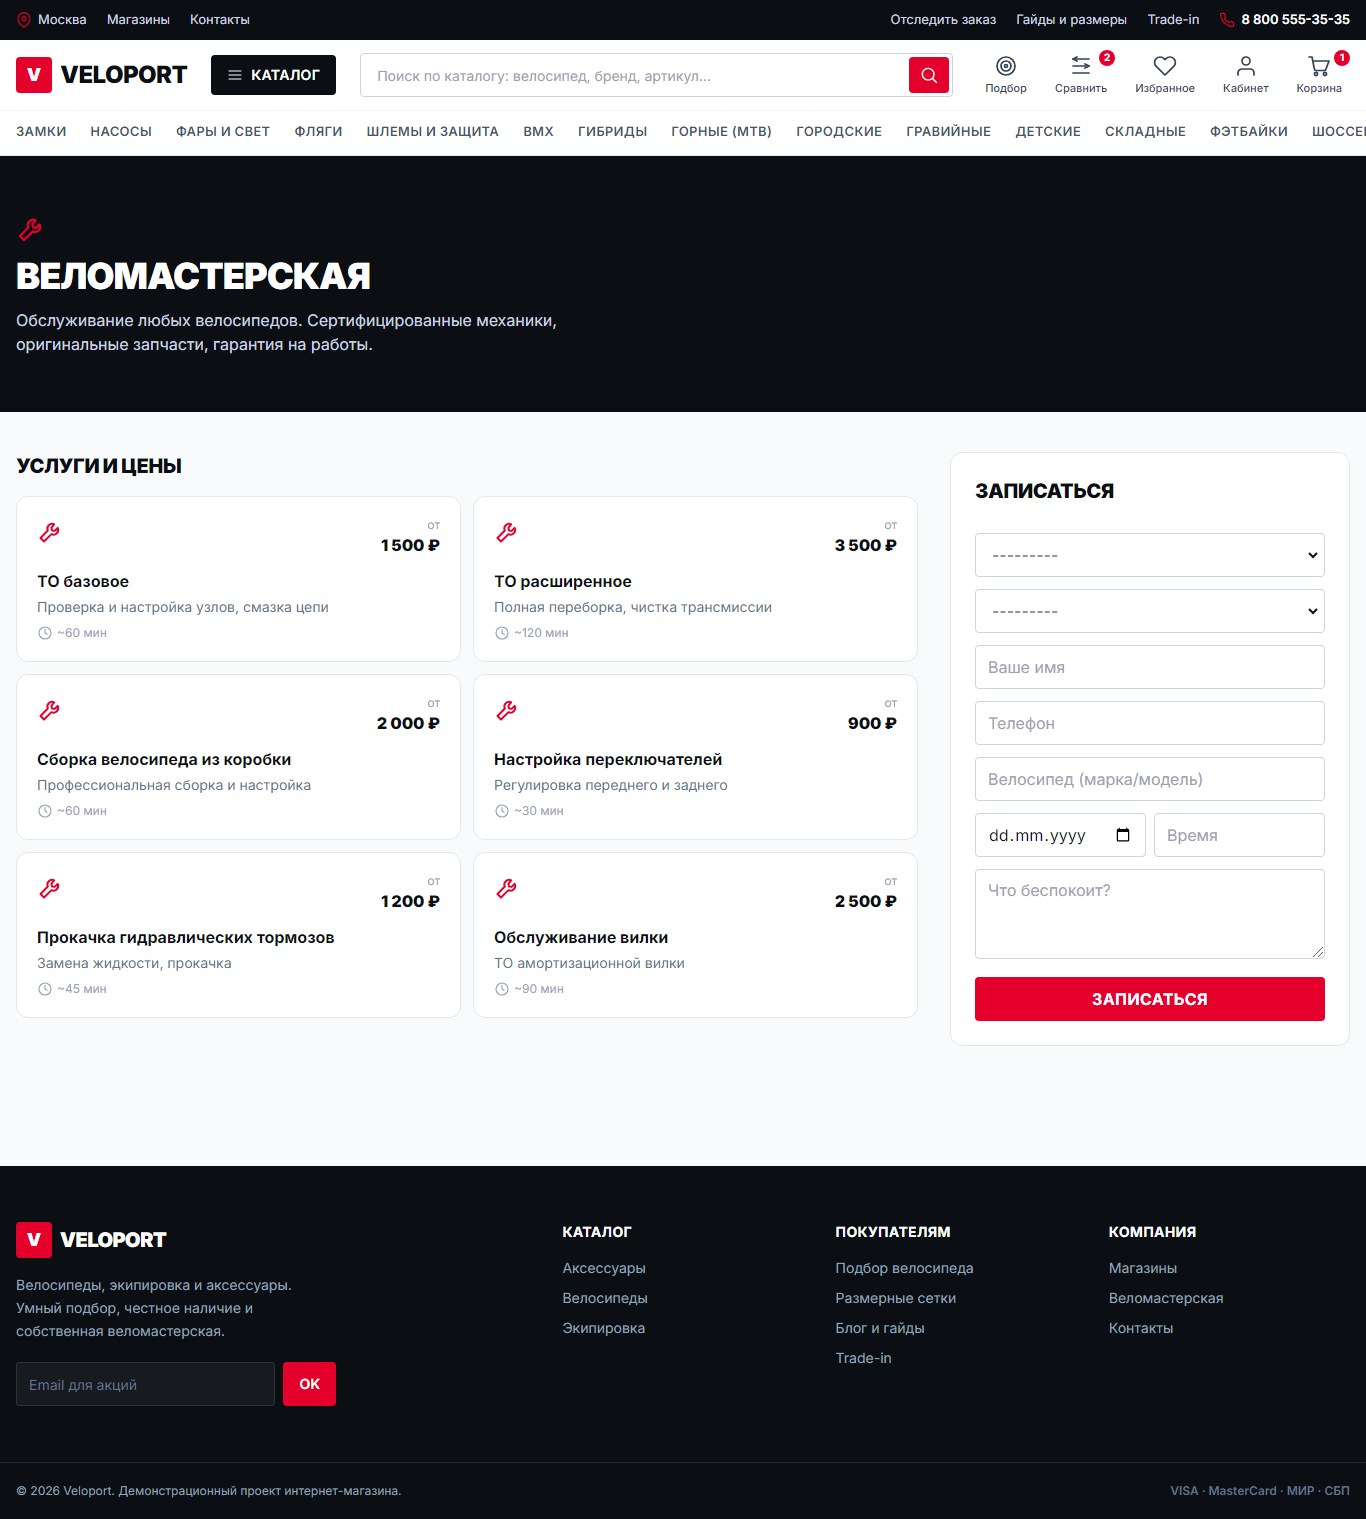 Москва Магазины Контакты Отследить заказ Гайды и размеры Trade-in 8 800 555-35-35
V VELOPORT КАТАЛОГ Поиск по каталогу: велосипед, бренд, артикул... Подбор Сравнить 2 Избранное Кабинет Корзина 1
ЗАМКИ НАСОСЫ ФАРЫ И СВЕТ ФЛЯГИ ШЛЕМЫ И ЗАЩИТА BMX ГИБРИДЫ ГОРНЫЕ (MTB) ГОРОДСКИЕ ГРАВИЙНЫЕ ДЕТСКИЕ СКЛАДНЫЕ ФЭТБАЙКИ
ВЕЛОМАСТЕРСКАЯ
Обслуживание любых велосипедов. Сертифицированные механики,
оригинальные запчасти, гарантия на работы.
УСЛУГИ И ЦЕНЫ
от
1 500 ₽
ТО базовое
Проверка и настройка узлов, смазка цепи
~60 мин
от
3 500 ₽
ТО расширенное
Полная переборка, чистка трансмиссии
~120 мин
от
2 000 ₽
Сборка велосипеда из коробки
Профессиональная сборка и настройка
~60 мин
от
900 ₽
Настройка переключателей
Регулировка переднего и заднего
~30 мин
от
1 200 ₽
Прокачка гидравлических тормозов
Замена жидкости, прокачка
~45 мин
от
2 500 ₽
Обслуживание вилки
ТО амортизационной вилки
~90 мин
ЗАПИСАТЬСЯ
---------
---------
Ваше имя
Телефон
Велосипед (марка/модель)
dd.mm.yyyy Время
Что беспокоит?
ЗАПИСАТЬСЯ
V VELOPORT
Велосипеды, экипировка и аксессуары.
Умный подбор, честное наличие и
собственная веломастерская.
Email для акций OK
КАТАЛОГ
Аксессуары
Велосипеды
Экипировка
ПОКУПАТЕЛЯМ
Подбор велосипеда
Размерные сетки
Блог и гайды
Trade-in
КОМПАНИЯ
Магазины
Веломастерская
Контакты
© 2026 Veloport. Демонстрационный проект интернет-магазина. VISA · MasterCard · МИР · СБП